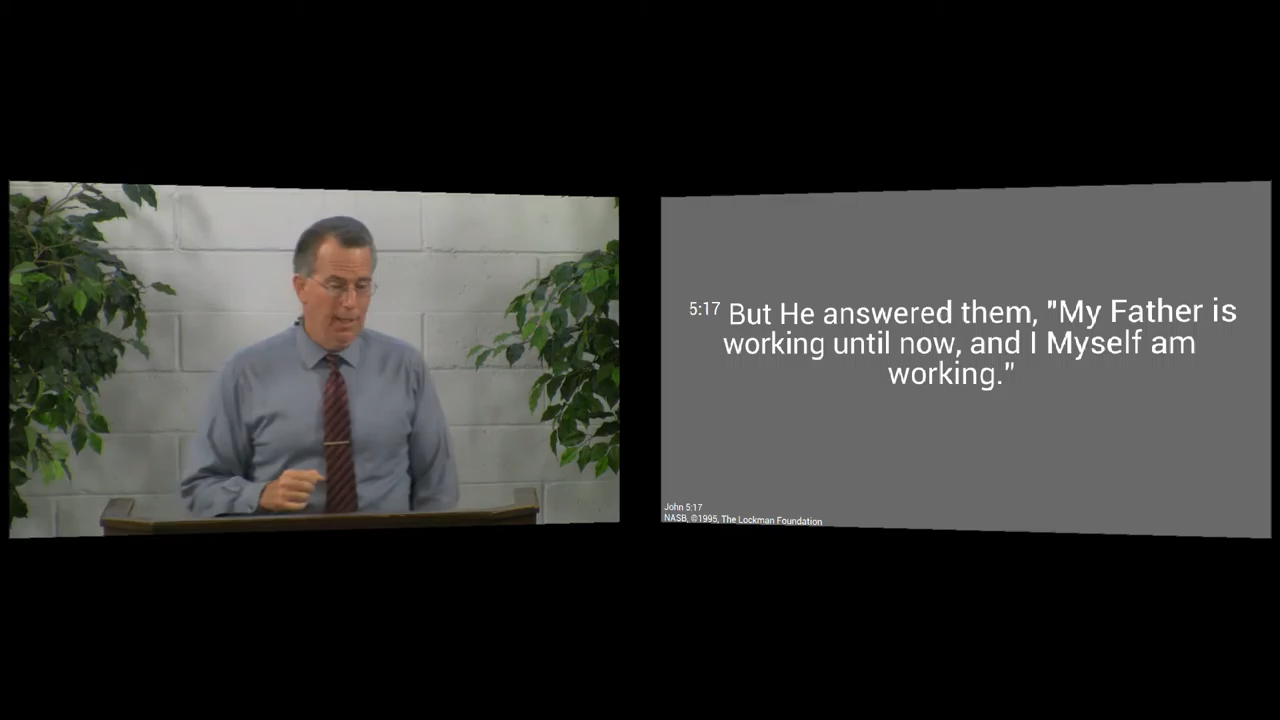 5:17 But He answered them, "My Father is
working until now, and I Myself am
working."
John 5:17
NASB, ©1995, The Lockman Foundation